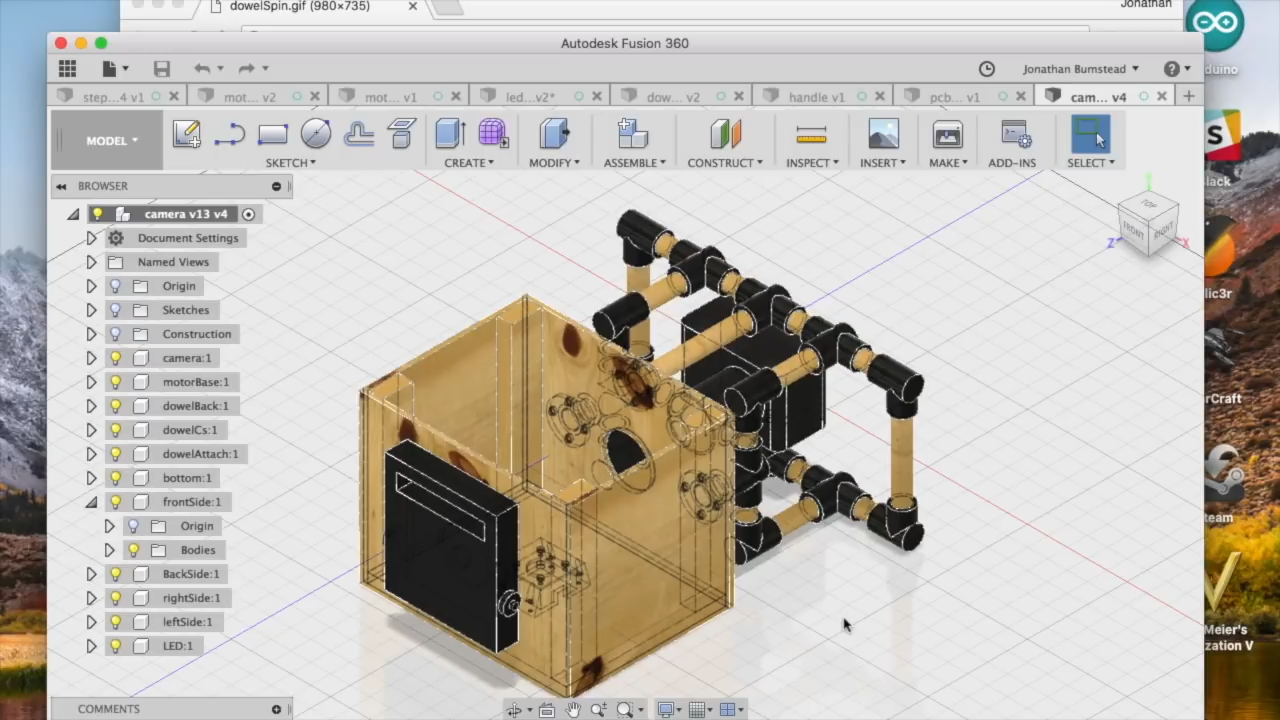 dowelSpin.gif (980×735)
Jonathan
Autodesk Fusion 360
Jonathan Bumstead
step...4 v1
mot... v2
mot... v1
led...v2*
dow... v2
handle v1
pcb... v1
cam... v4
MODEL
SKETCH
CREATE
MODIFY
ASSEMBLE
CONSTRUCT
INSPECT
INSERT
MAKE
ADD-INS
SELECT
BROWSER
camera v13 v4
Document Settings
Named Views
Origin
Sketches
Construction
camera:1
motorBase:1
dowelBack:1
dowelCs:1
dowelAttach:1
bottom:1
frontSide:1
Origin
Bodies
BackSide:1
rightSide:1
leftSide:1
LED:1
COMMENTS
TOP
FRONT
RIGHT
Z
X
duino
S
lack
lic3r
rCraft
team
Meier's
zation V